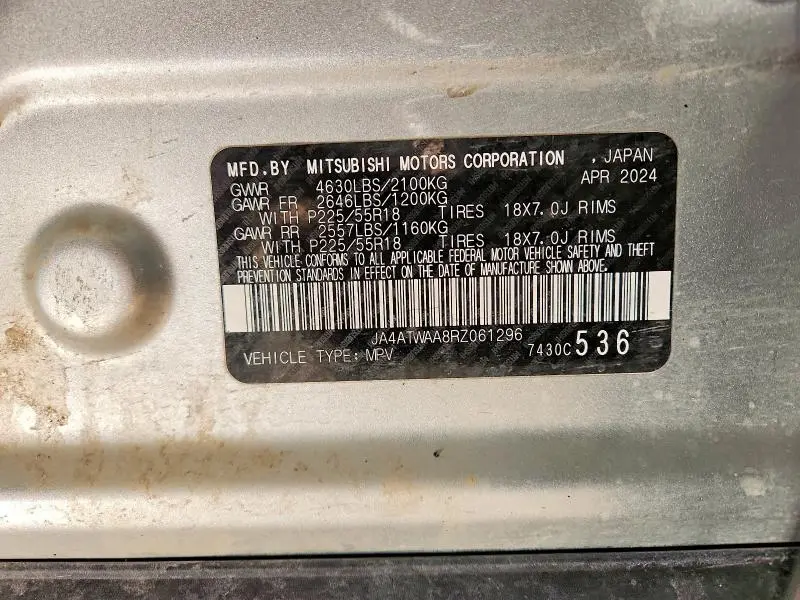 MFD.BY MITSUBISHI MOTORS CORPORATION , JAPAN
GVWR 4630LBS/2100KG APR 2024
GAWR FR 2646LBS/1200KG
WITH P225/55R18 TIRES 18X7.0J RIMS
GAWR RR 2557LBS/1160KG
WITH P225/55R18 TIRES 18X7.0J RIMS
THIS VEHICLE CONFORMS TO ALL APPLICABLE FEDERAL MOTOR VEHICLE SAFETY AND THEFT
PREVENTION STANDARDS IN EFFECT ON THE DATE OF MANUFACTURE SHOWN ABOVE.
JA4ATWAA8RZ061296
VEHICLE TYPE: MPV 7430C 536